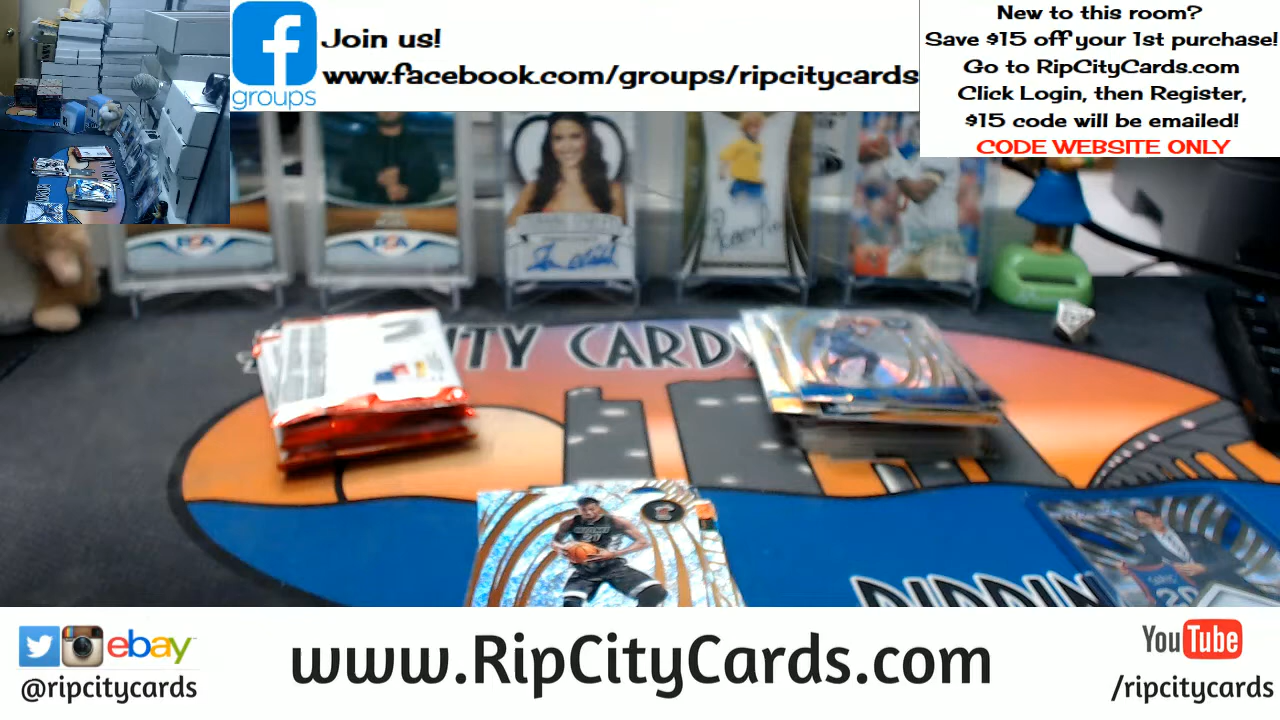 groups
Join us!
www.facebook.com/groups/ripcitycards
New to this room?
Save $15 off your 1st purchase!
Go to RipCityCards.com
Click Login, then Register,
$15 code will be emailed!
CODE WEBSITE ONLY
CITY CARDS
RIPPIN
ebay
@ripcitycards
www.RipCityCards.com
YouTube
/ripcitycards